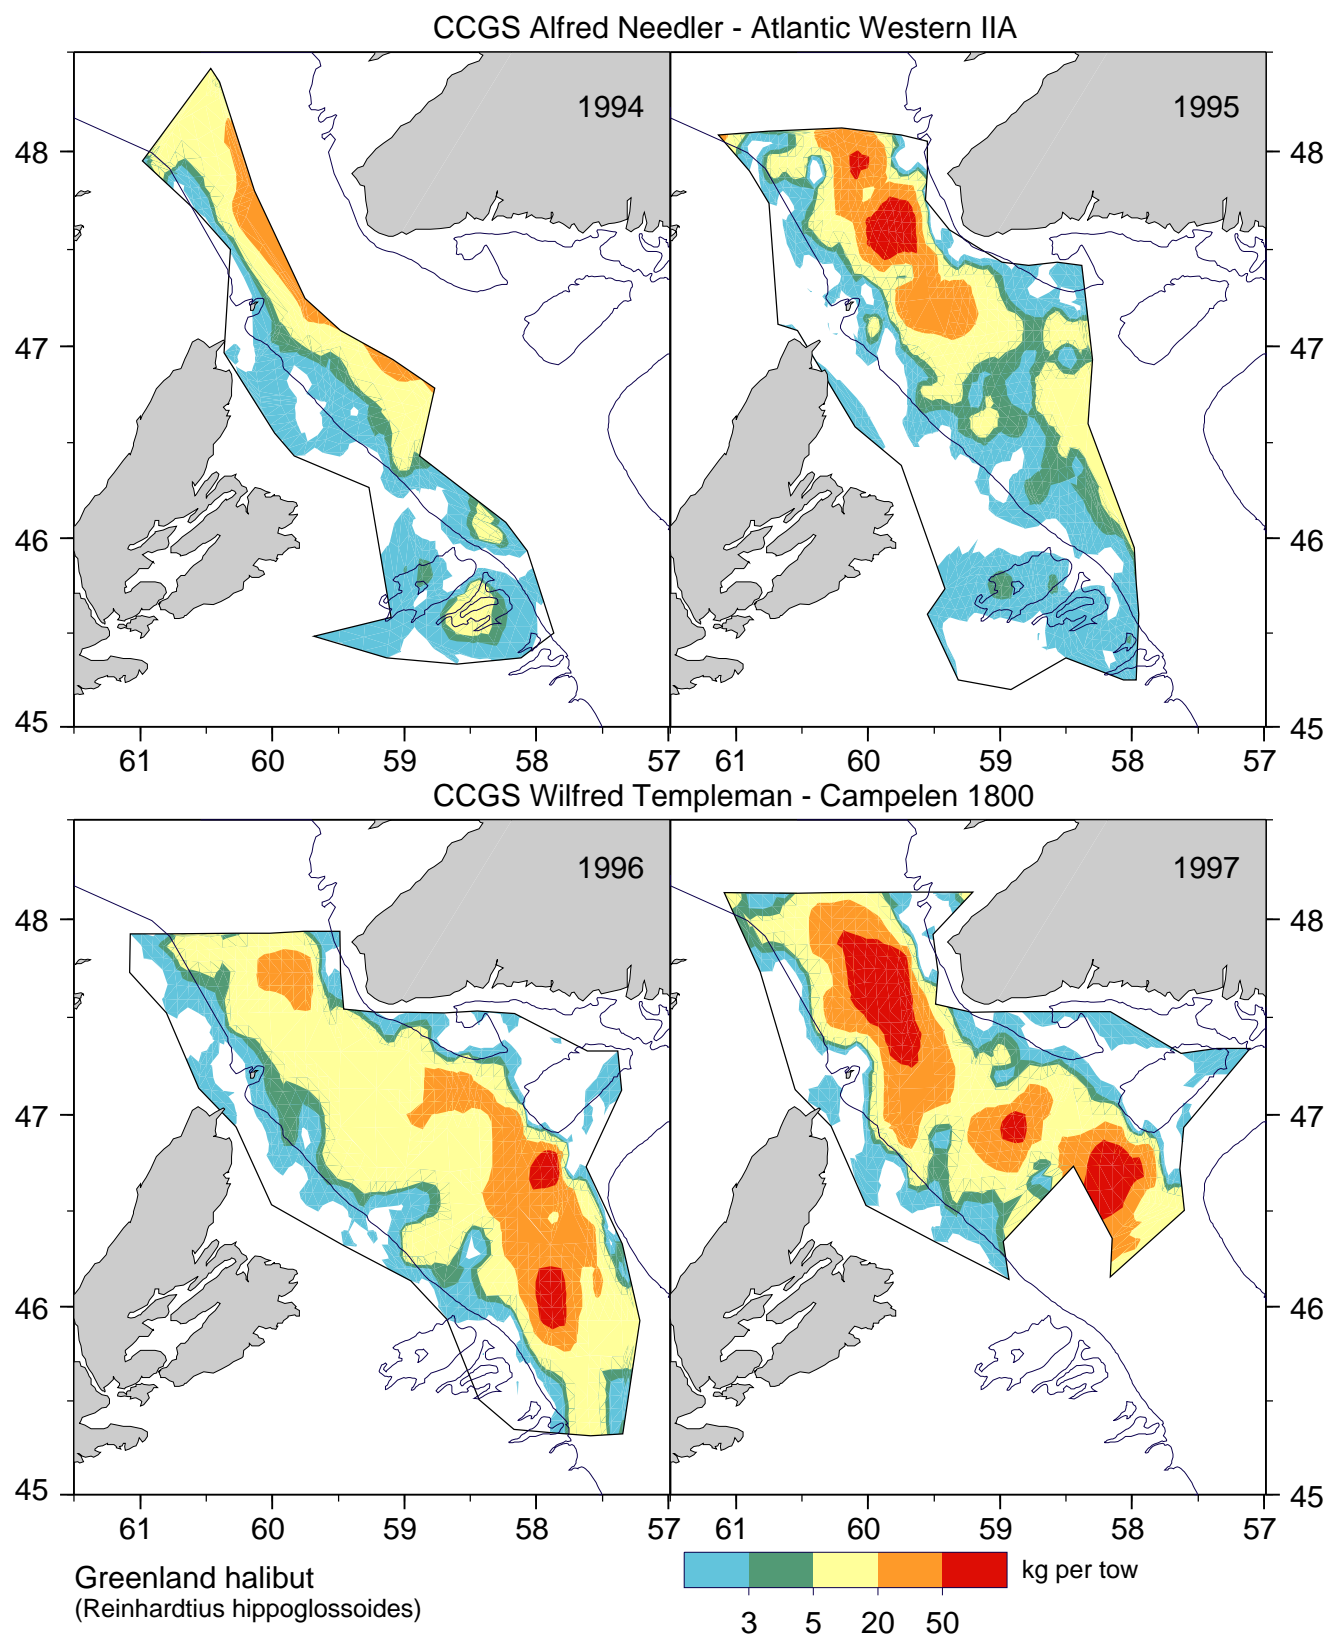 CCGS Alfred Needler - Atlantic Western IIA
1994
1995
48
48
47
47
46
46
45
45
61 60 59 58 57
61 60 59 58 57
CCGS Wilfred Templeman - Campelen 1800
1996
1997
48
48
47
47
46
46
45
45
61 60 59 58 57
61 60 59 58 57
Greenland halibut
(Reinhardtius hippoglossoides)
kg per tow
3 5 20 50